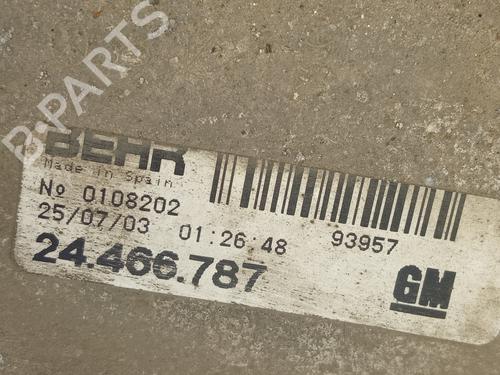 B-PARTS
BEHR
Made in Spain
№ 0108202
25/07/03 01:26:48 93957
24.466.787
GM